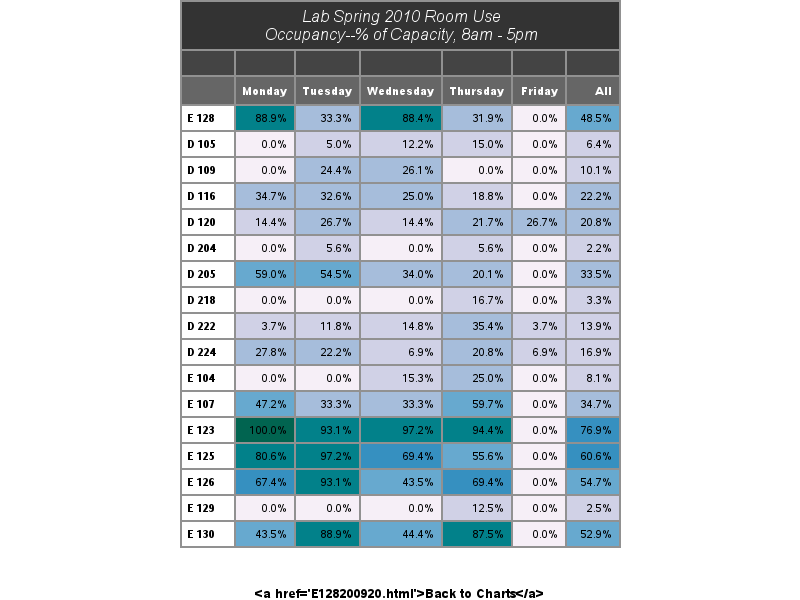 Lab Spring 2010 Room Use
Occupancy--% of Capacity, 8am - 5pm
Monday Tuesday Wednesday Thursday Friday All
E 128 88.9% 33.3% 88.4% 31.9% 0.0% 48.5%
D 105 0.0% 5.0% 12.2% 15.0% 0.0% 6.4%
D 109 0.0% 24.4% 26.1% 0.0% 0.0% 10.1%
D 116 34.7% 32.6% 25.0% 18.8% 0.0% 22.2%
D 120 14.4% 26.7% 14.4% 21.7% 26.7% 20.8%
D 204 0.0% 5.6% 0.0% 5.6% 0.0% 2.2%
D 205 59.0% 54.5% 34.0% 20.1% 0.0% 33.5%
D 218 0.0% 0.0% 0.0% 16.7% 0.0% 3.3%
D 222 3.7% 11.8% 14.8% 35.4% 3.7% 13.9%
D 224 27.8% 22.2% 6.9% 20.8% 6.9% 16.9%
E 104 0.0% 0.0% 15.3% 25.0% 0.0% 8.1%
E 107 47.2% 33.3% 33.3% 59.7% 0.0% 34.7%
E 123 100.0% 93.1% 97.2% 94.4% 0.0% 76.9%
E 125 80.6% 97.2% 69.4% 55.6% 0.0% 60.6%
E 126 67.4% 93.1% 43.5% 69.4% 0.0% 54.7%
E 129 0.0% 0.0% 0.0% 12.5% 0.0% 2.5%
E 130 43.5% 88.9% 44.4% 87.5% 0.0% 52.9%
<a href='E128200920.html'>Back to Charts</a>